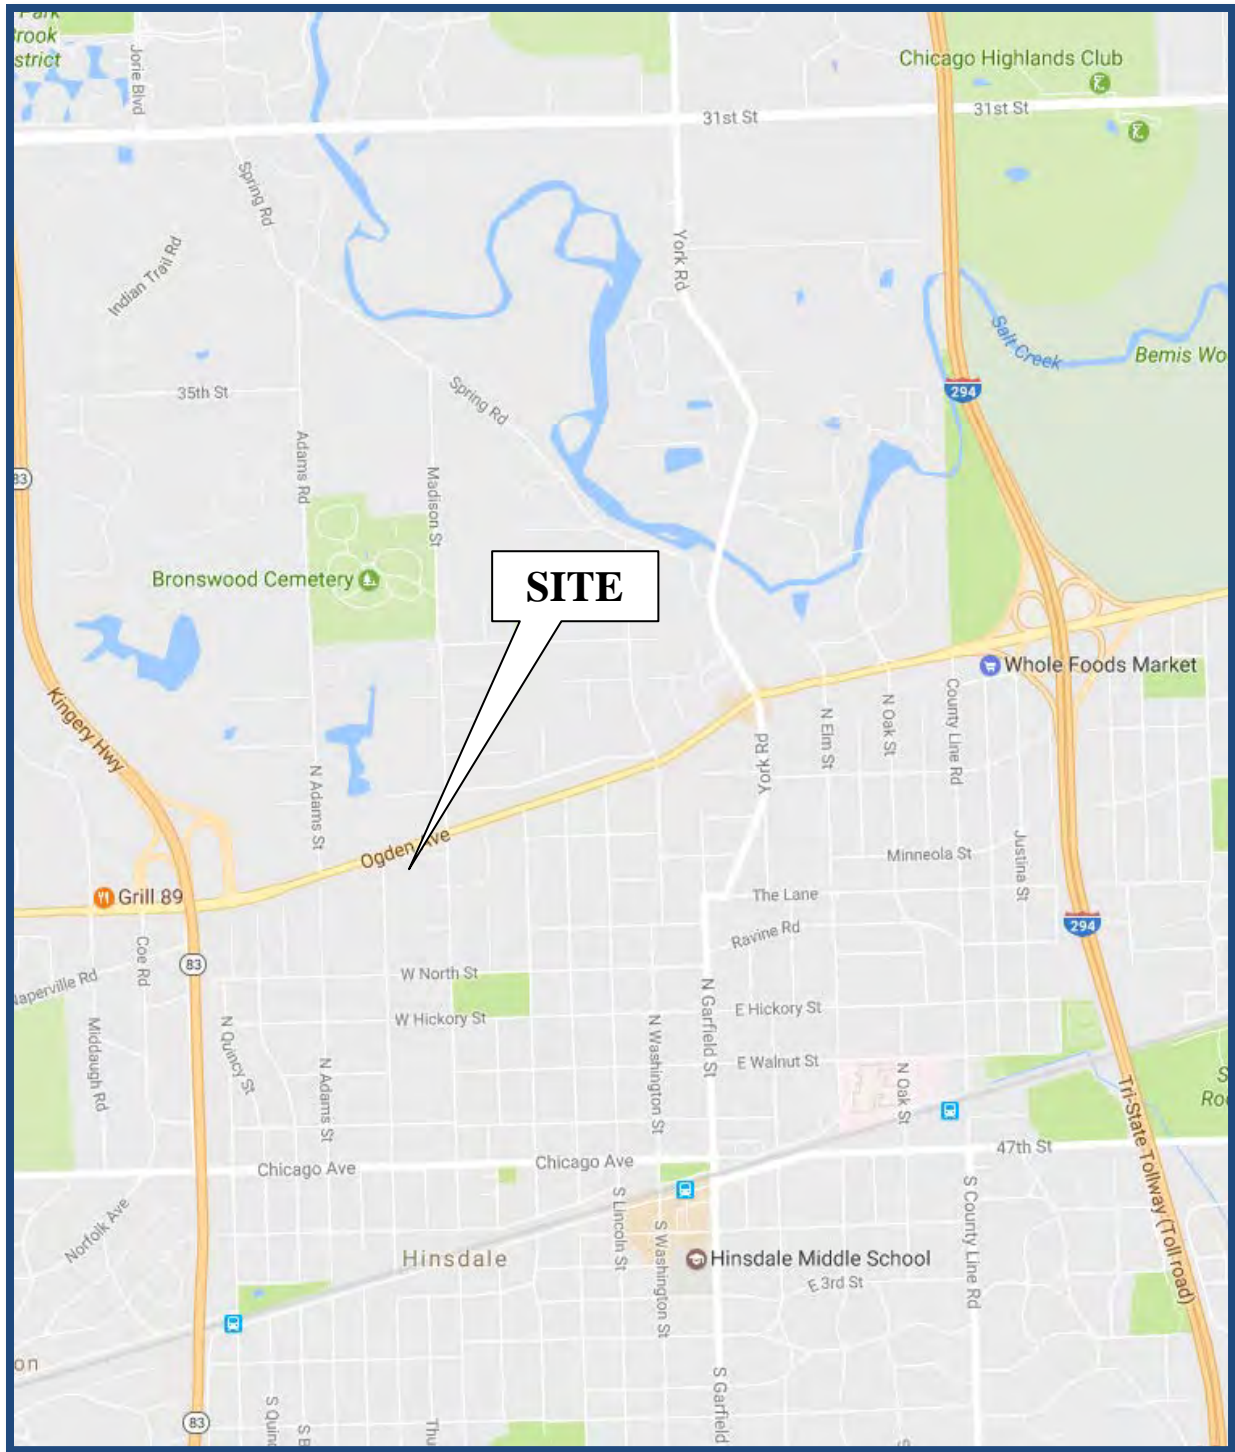 Park
Brook
strict
Jorie Blvd
Chicago Highlands Club
31st St
31st St
Spring Rd
Indian Trail Rd
York Rd
Salt Creek
Bemis Wo
294
35th St
Spring Rd
Adams Rd
Madison St
83
Bronswood Cemetery
SITE
Whole Foods Market
Kingery Hwy
N Adams St
Ogden Ave
York Rd
N Elm St
N Oak St
County Line Rd
Minneola St
Justina St
The Lane
Grill 89
Ravine Rd
294
Coe Rd
83
Naperville Rd
W North St
W Hickory St
N Garfield St
E Hickory St
Middaugh Rd
N Quincy St
N Adams St
N Washington St
E Walnut St
N Oak St
Tri-State Tollway (Toll road)
S
Roo
Chicago Ave
Chicago Ave
47th St
Norfolk Ave
Hinsdale
S Lincoln St
S Washington St
Hinsdale Middle School
E 3rd St
S County Line Rd
on
83
S Quin
S B
Thu
S Garfield
S